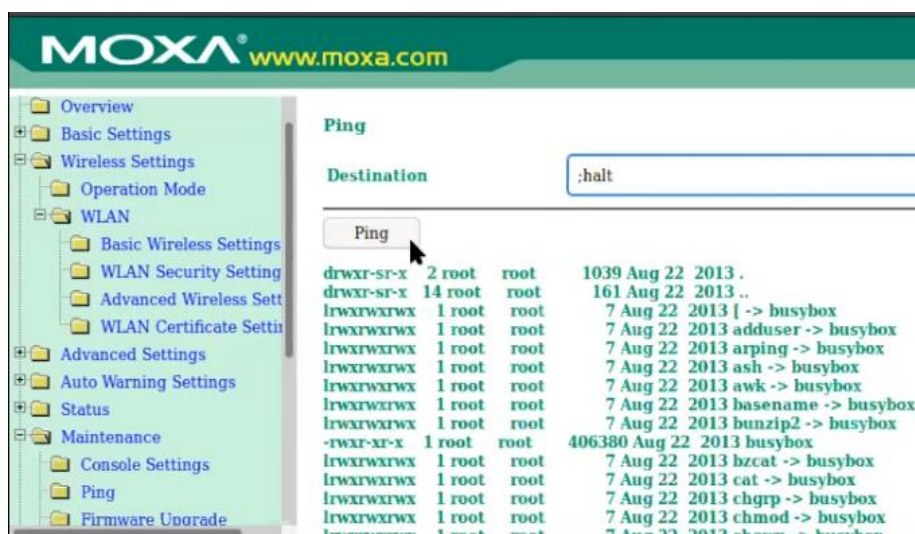 MOXA® www.moxa.com
Overview
Basic Settings
Wireless Settings
Operation Mode
WLAN
Basic Wireless Settings
WLAN Security Setting
Advanced Wireless Sett
WLAN Certificate Settin
Advanced Settings
Auto Warning Settings
Status
Maintenance
Console Settings
Ping
Firmware Upgrade
Ping
Destination ;halt
Ping
drwxr-sr-x 2 root root 1039 Aug 22 2013 .
drwxr-sr-x 14 root root 161 Aug 22 2013 ..
lrwxrwxrwx 1 root root 7 Aug 22 2013 [ -> busybox
lrwxrwxrwx 1 root root 7 Aug 22 2013 adduser -> busybox
lrwxrwxrwx 1 root root 7 Aug 22 2013 arping -> busybox
lrwxrwxrwx 1 root root 7 Aug 22 2013 ash -> busybox
lrwxrwxrwx 1 root root 7 Aug 22 2013 awk -> busybox
lrwxrwxrwx 1 root root 7 Aug 22 2013 basename -> busybox
lrwxrwxrwx 1 root root 7 Aug 22 2013 bunzip2 -> busybox
-rwxr-xr-x 1 root root 406380 Aug 22 2013 busybox
lrwxrwxrwx 1 root root 7 Aug 22 2013 bzcat -> busybox
lrwxrwxrwx 1 root root 7 Aug 22 2013 cat -> busybox
lrwxrwxrwx 1 root root 7 Aug 22 2013 chgrp -> busybox
lrwxrwxrwx 1 root root 7 Aug 22 2013 chmod -> busybox